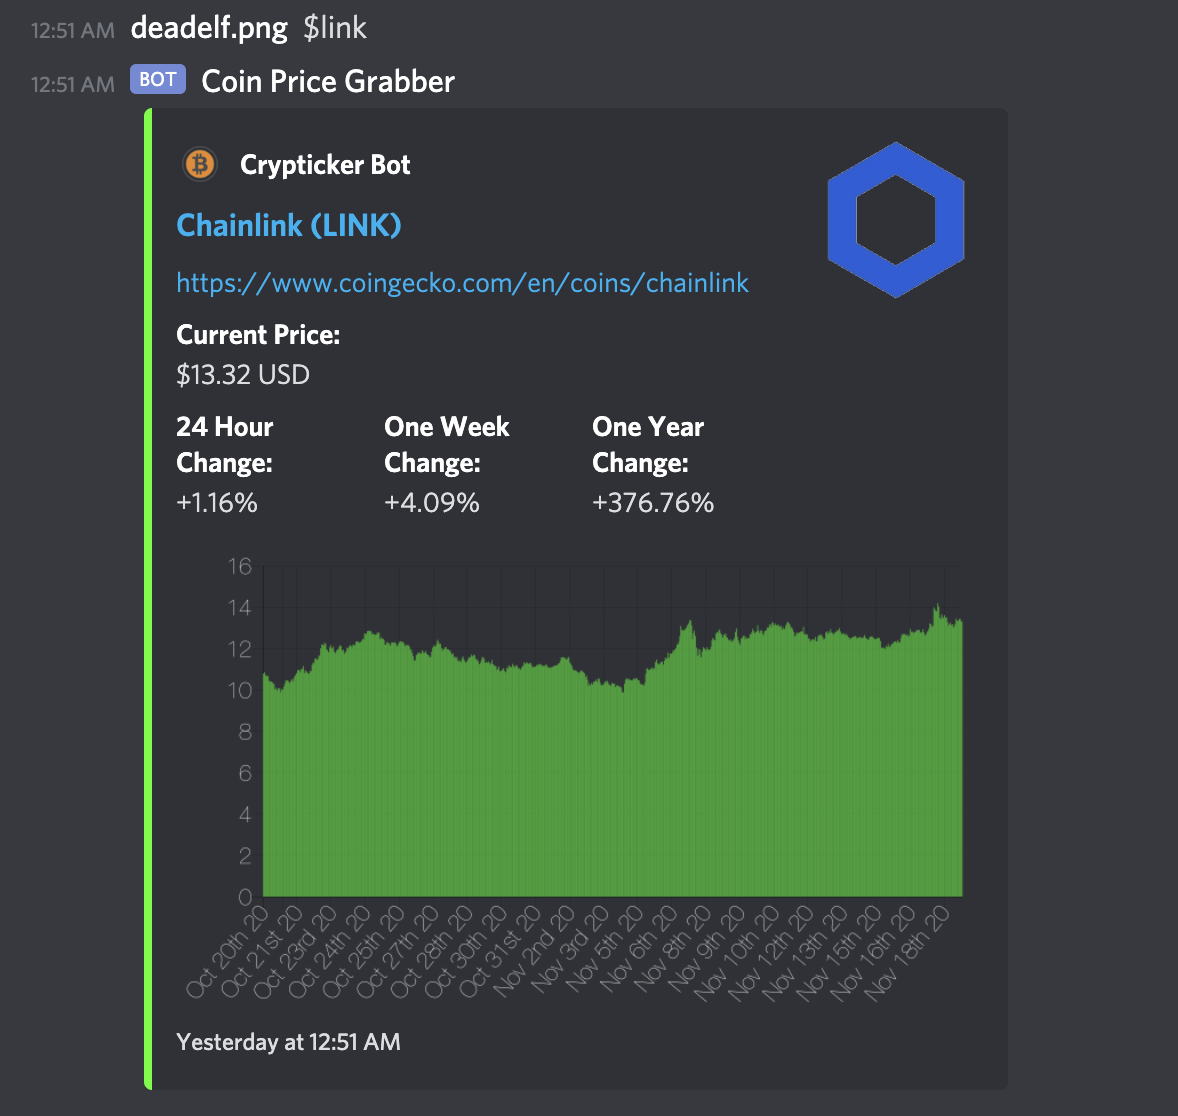 12:51 AM deadelf.png $link
12:51 AM BOT Coin Price Grabber
Crypticker Bot
Chainlink (LINK)
https://www.coingecko.com/en/coins/chainlink
Current Price:
$13.32 USD
24 Hour Change:
+1.16%
One Week Change:
+4.09%
One Year Change:
+376.76%
16
14
12
10
8
6
4
2
0
Oct 20th 20
Oct 21st 20
Oct 23rd 20
Oct 24th 20
Oct 25th 20
Oct 27th 20
Oct 28th 20
Oct 30th 20
Oct 31st 20
Nov 2nd 20
Nov 3rd 20
Nov 5th 20
Nov 6th 20
Nov 8th 20
Nov 9th 20
Nov 10th 20
Nov 12th 20
Nov 13th 20
Nov 15th 20
Nov 16th 20
Nov 18th 20
Yesterday at 12:51 AM